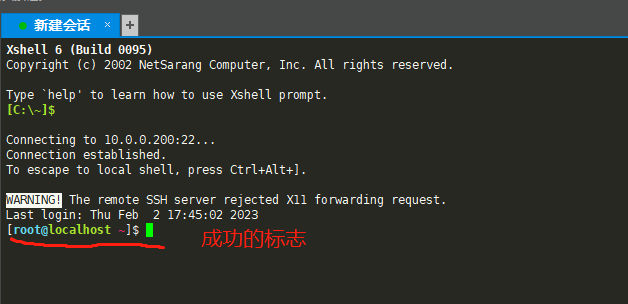 新建会话 × +
Xshell 6 (Build 0095)
Copyright (c) 2002 NetSarang Computer, Inc. All rights reserved.
Type `help' to learn how to use Xshell prompt.
[C:\~]$
Connecting to 10.0.0.200:22...
Connection established.
To escape to local shell, press Ctrl+Alt+].
WARNING! The remote SSH server rejected X11 forwarding request.
Last login: Thu Feb  2 17:45:02 2023
[root@localhost ~]$ 成功的标志